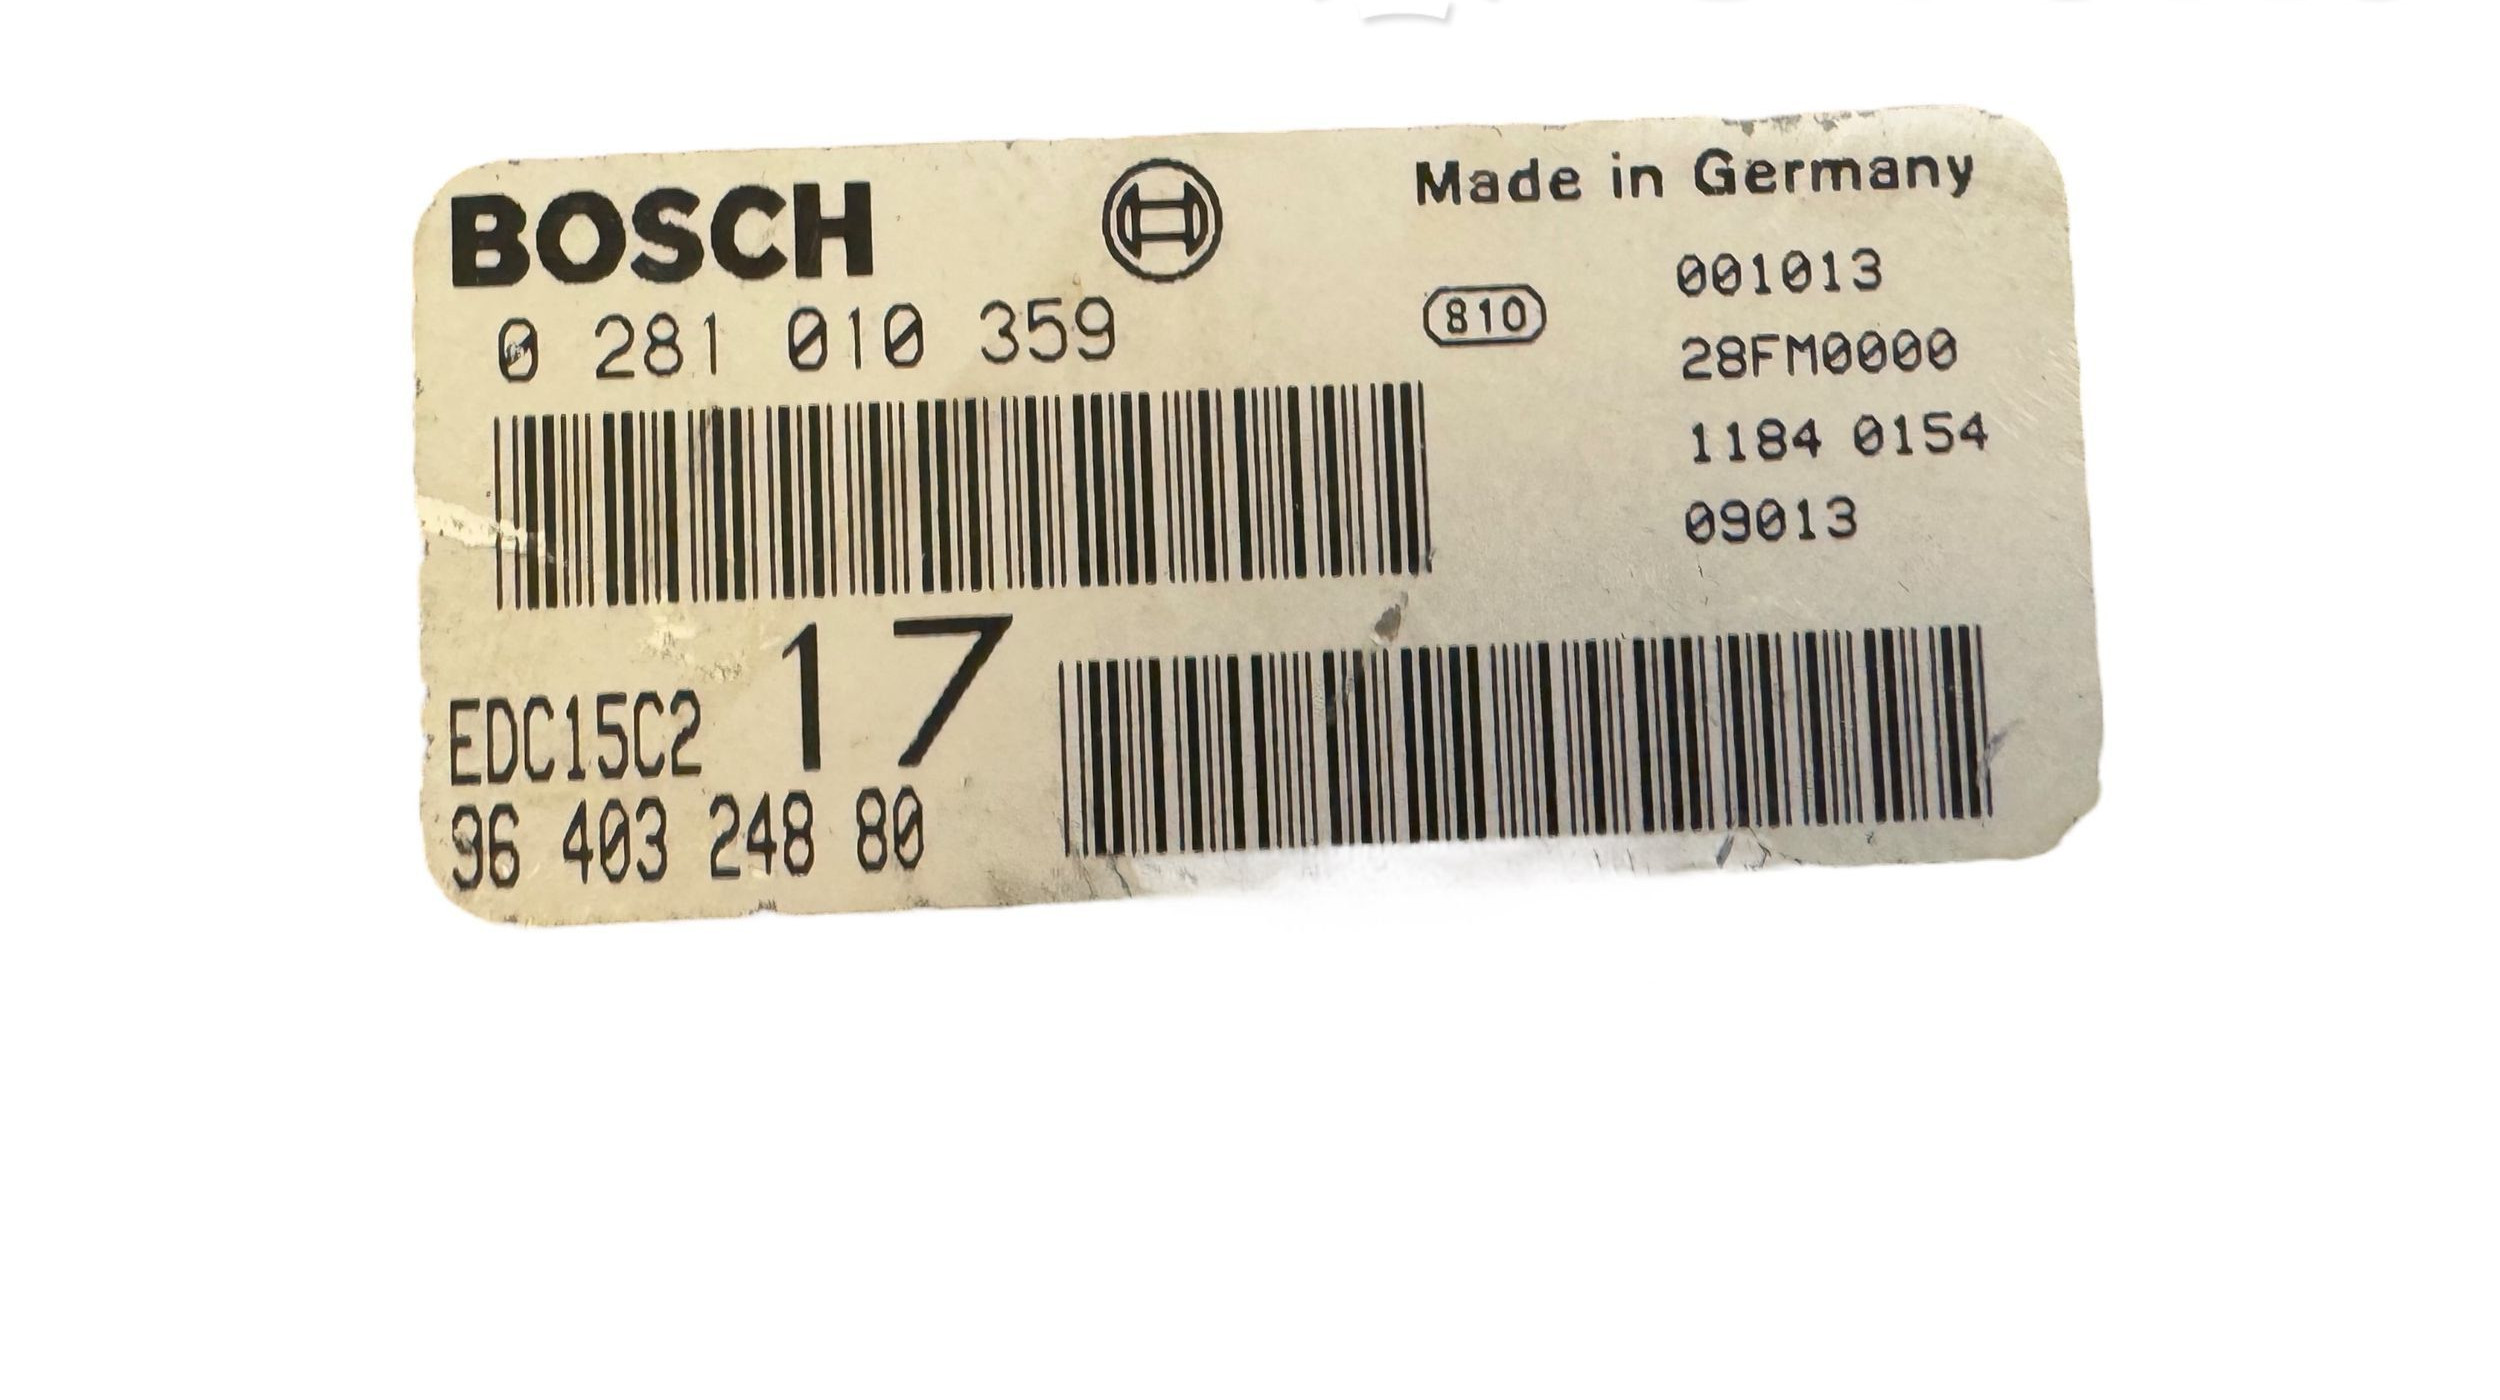 BOSCH
Made in Germany
0 281 010 359
810
001013
28FM0000
1184 0154
09013
17
EDC15C2
96 403 248 80